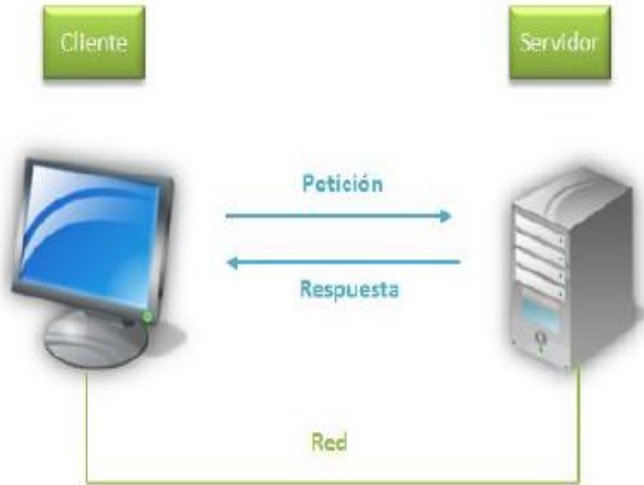 Cliente
Servidor
Petición
Respuesta
Red